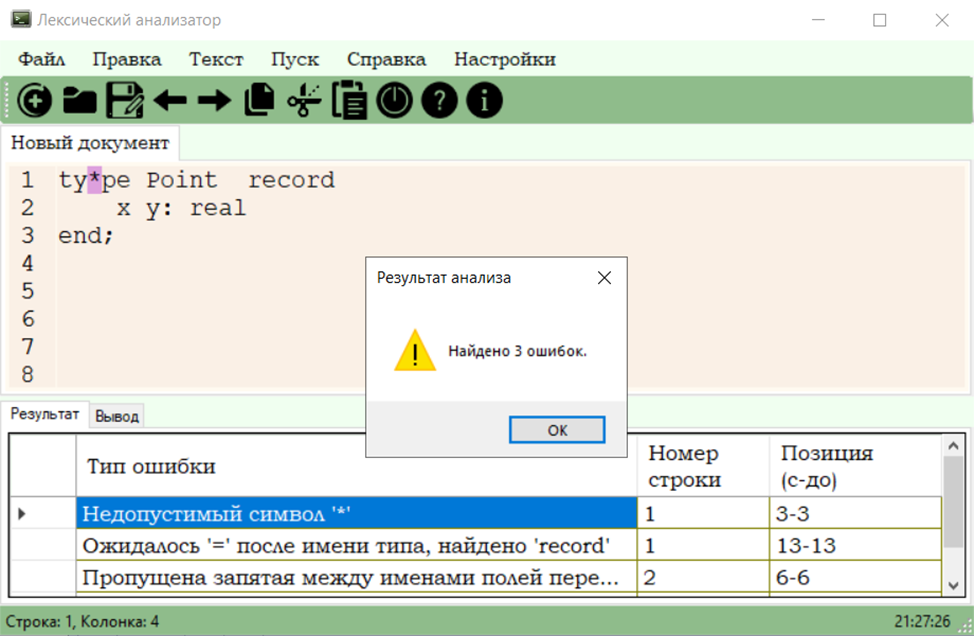 Лексический анализатор
Файл Правка Текст Пуск Справка Настройки
Новый документ
1 ty*pe Point  record
2     x y: real
3 end;
4
5
6
7
8
Результат анализа
Найдено 3 ошибок.
ОК
Результат Вывод
Тип ошибки Номер строки Позиция (с-до)
Недопустимый символ '*' 1 3-3
Ожидалось '=' после имени типа, найдено 'record' 1 13-13
Пропущена запятая между именами полей пере... 2 6-6
Строка: 1, Колонка: 4 21:27:26